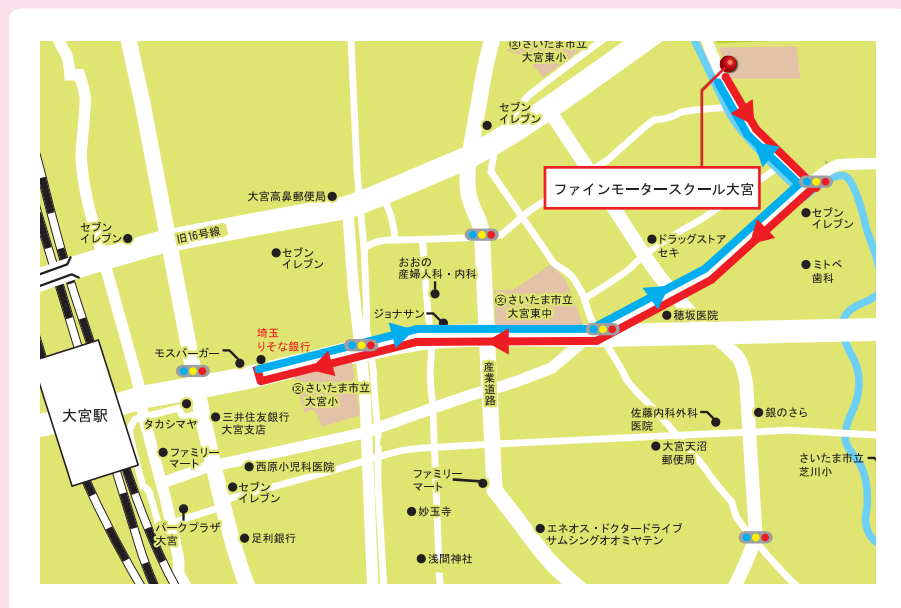 さいたま市立
大宮東小
セブン
イレブン
ファインモータースクール大宮
大宮高鼻郵便局
セブン
イレブン
旧16号線
セブン
イレブン
セブン
イレブン
ドラッグストア
セキ
おおの
産婦人科・内科
ミトベ
歯科
文さいたま市立
大宮東中
ジョナサン
穂坂医院
埼玉
りそな銀行
モスバーガー
産業道路
文さいたま市立
大宮小
大宮駅
タカシマヤ
三井住友銀行
大宮支店
佐藤内科外科
医院
銀のさら
ファミリー
マート
西原小児科医院
大宮天沼
郵便局
さいたま市立
芝川小
セブン
イレブン
ファミリー
マート
パークプラザ
大宮
妙玉寺
足利銀行
エネオス・ドクタードライブ
サムシングオオミヤテン
浅間神社